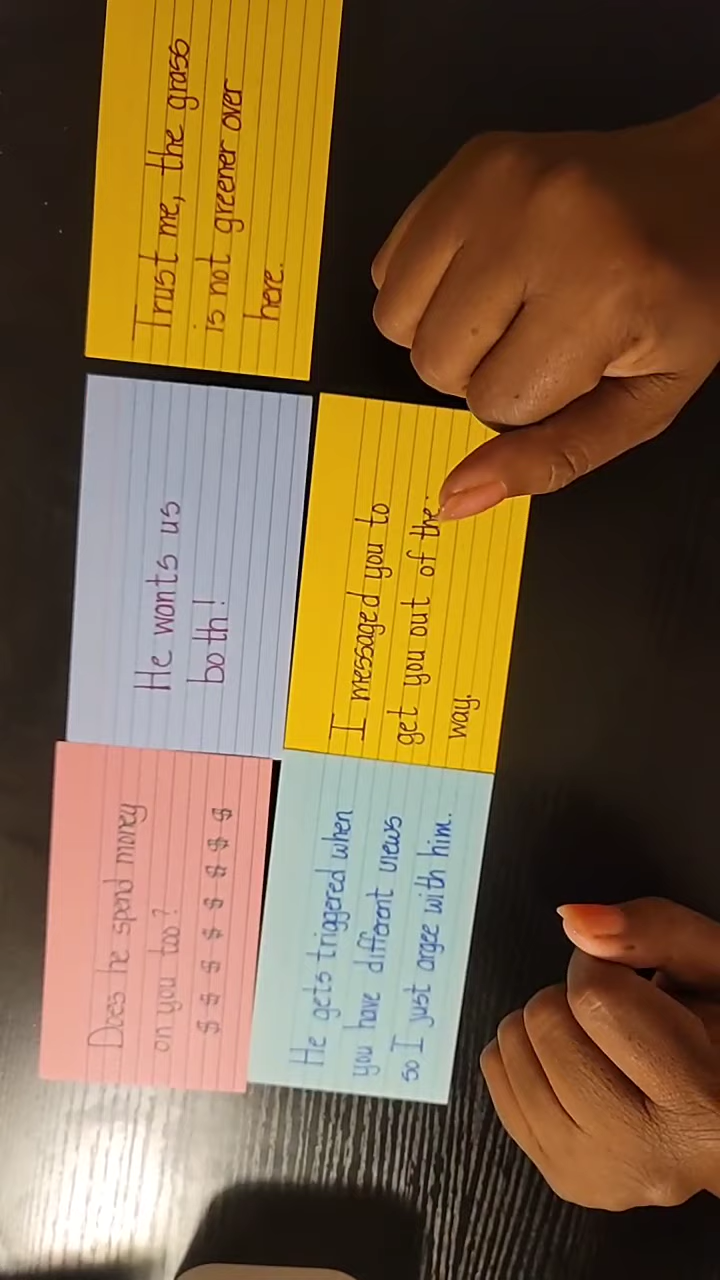 Does he spend money
on you too?
$ $ $ $ $ $ $ $
He wants us
both!
Trust me, the grass
is not greener over
here.
He gets triggered when
you have different views
so I just argee with him.
I messaged you to
get you out of the
way.